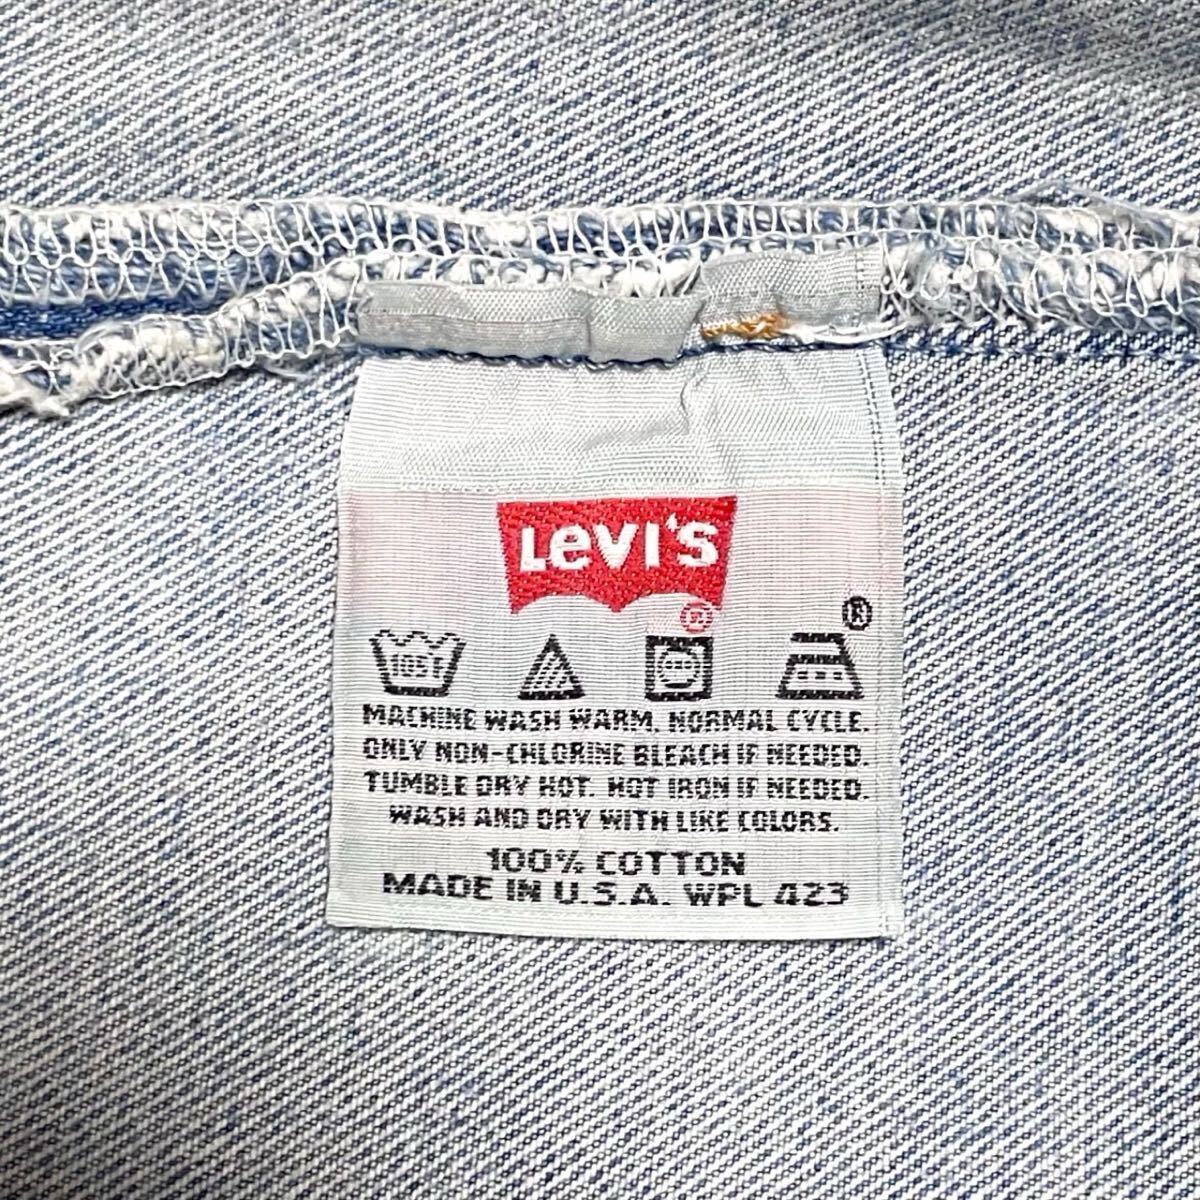 Levi's
105F
MACHINE WASH WARM, NORMAL CYCLE.
ONLY NON-CHLORINE BLEACH IF NEEDED.
TUMBLE DRY HOT. HOT IRON IF NEEDED.
WASH AND DRY WITH LIKE COLORS.
100% COTTON
MADE IN U.S.A. WPL 423